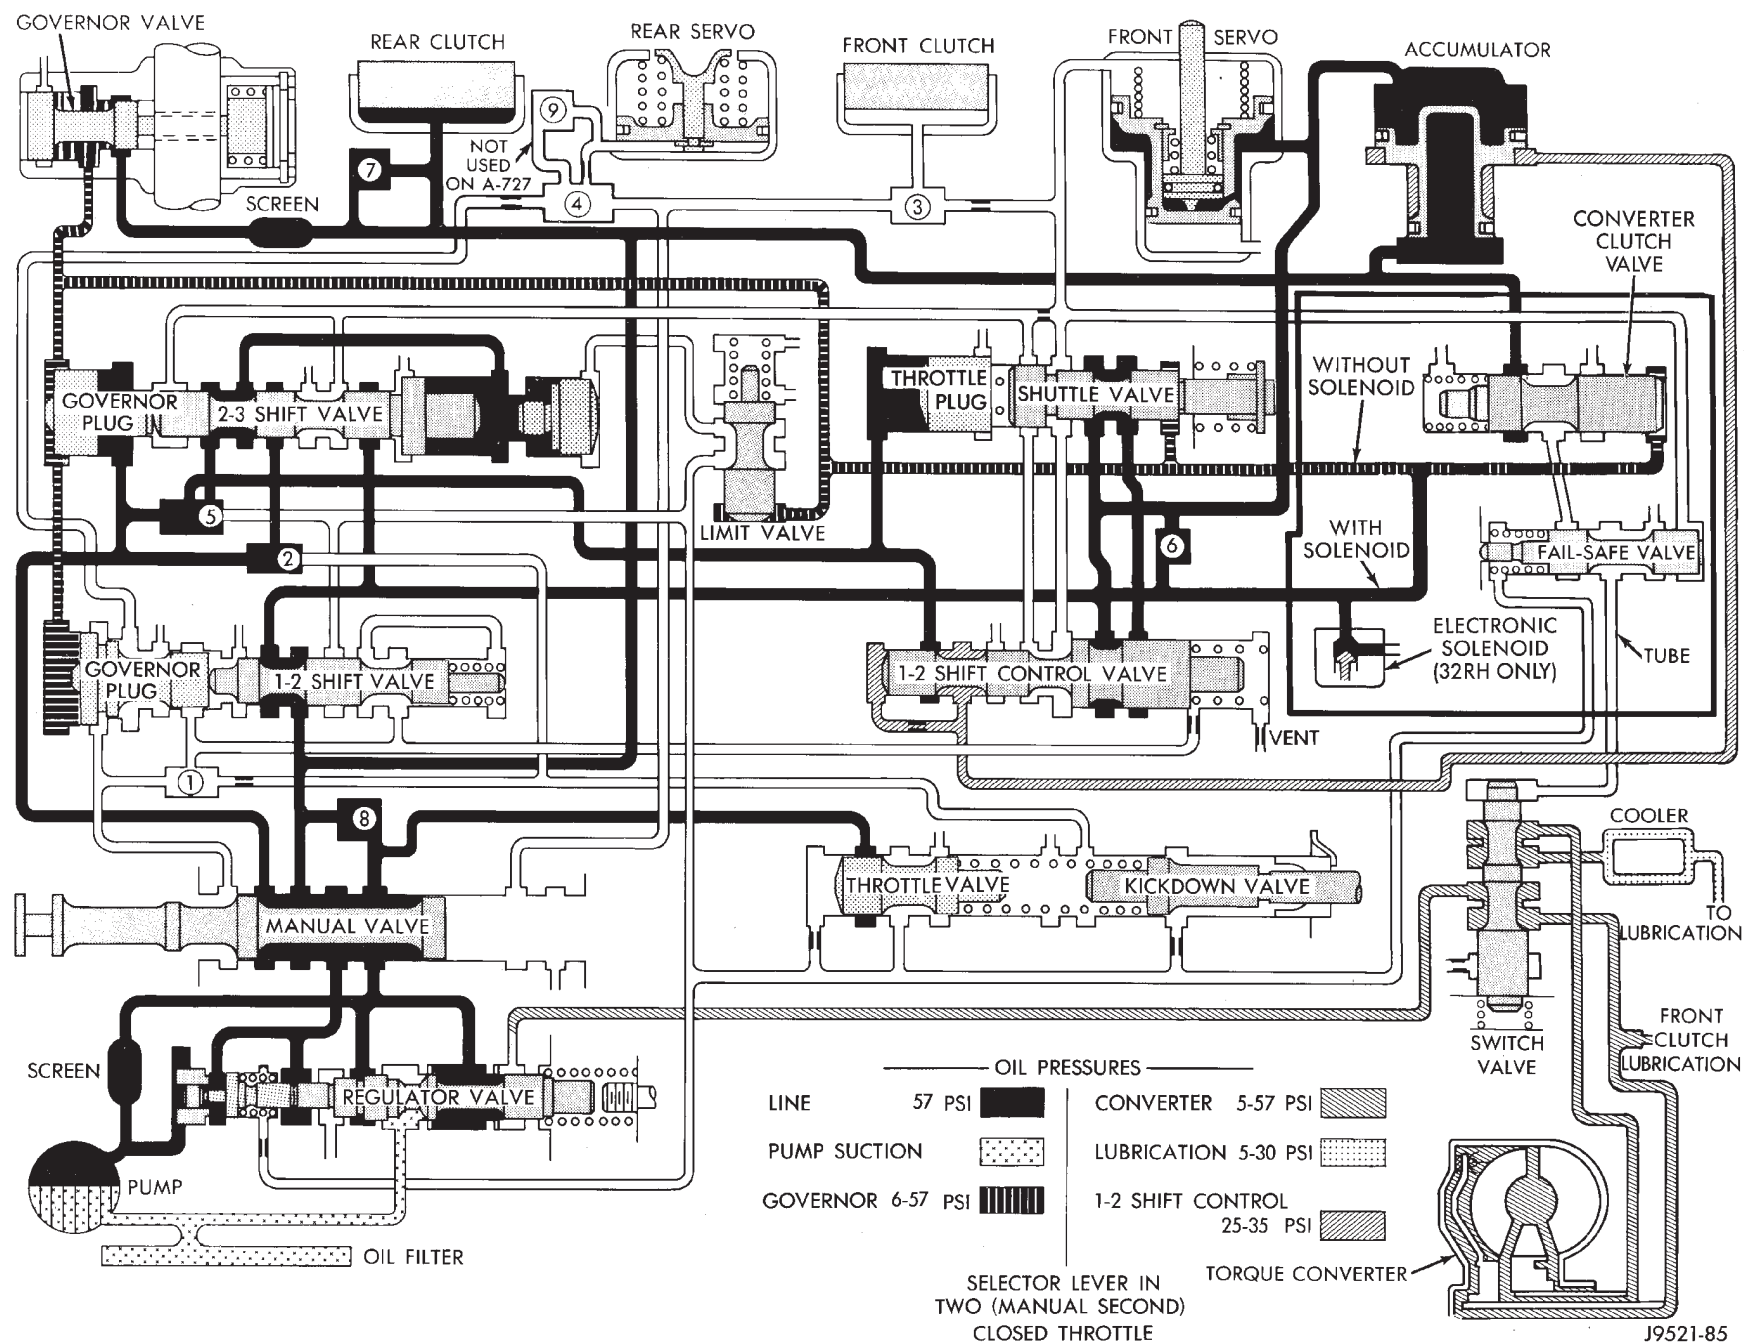 GOVERNOR VALVE
REAR CLUTCH
REAR SERVO
FRONT CLUTCH
FRONT SERVO
ACCUMULATOR
9
7
NOT
USED
ON A-727
SCREEN
4
3
CONVERTER
CLUTCH
VALVE
WITHOUT
SOLENOID
GOVERNOR
PLUG
2-3 SHIFT VALVE
THROTTLE
PLUG
SHUTTLE VALVE
5
LIMIT VALVE
2
6
WITH
SOLENOID
FAIL-SAFE VALVE
GOVERNOR
PLUG
1-2 SHIFT VALVE
1-2 SHIFT CONTROL VALVE
ELECTRONIC
SOLENOID
(32RH ONLY)
TUBE
VENT
1
8
COOLER
THROTTLE VALVE
KICKDOWN VALVE
MANUAL VALVE
TO
LUBRICATION
SCREEN
REGULATOR VALVE
SWITCH
VALVE
FRONT
CLUTCH
LUBRICATION
OIL PRESSURES
LINE 57 PSI
PUMP SUCTION
GOVERNOR 6-57 PSI
CONVERTER 5-57 PSI
LUBRICATION 5-30 PSI
1-2 SHIFT CONTROL
25-35 PSI
PUMP
OIL FILTER
TORQUE CONVERTER
SELECTOR LEVER IN
TWO (MANUAL SECOND)
CLOSED THROTTLE
J9521-85